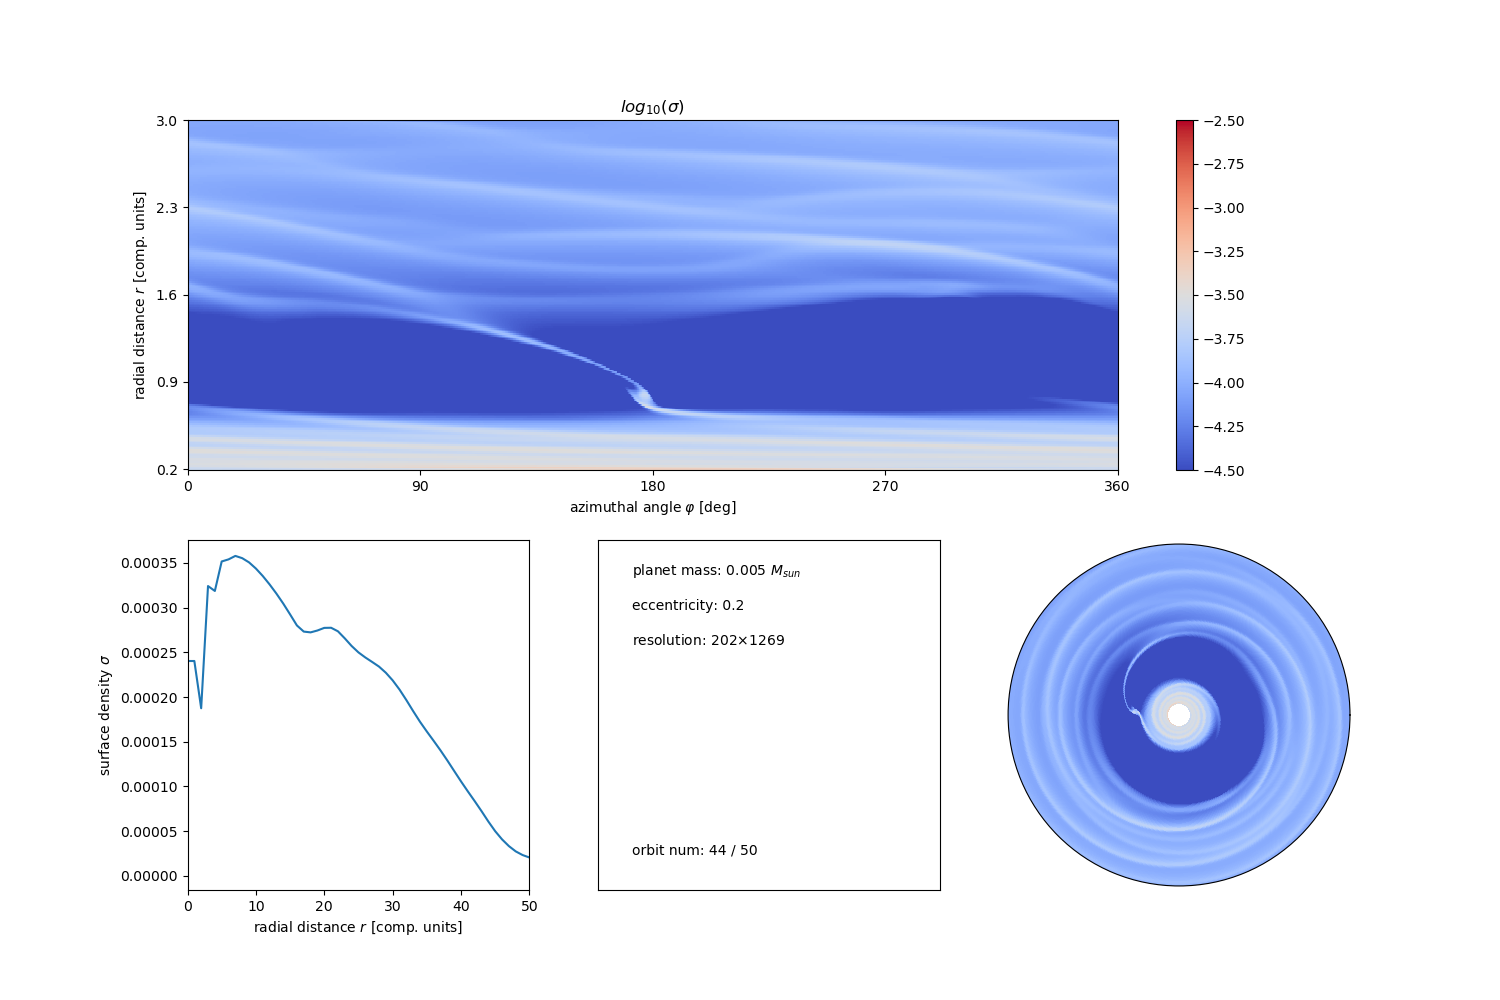 log₁₀(σ)
3.0
2.3
1.6
0.9
0.2
radial distance r [comp. units]
0 90 180 270 360
azimuthal angle φ [deg]
−2.50
−2.75
−3.00
−3.25
−3.50
−3.75
−4.00
−4.25
−4.50
0.00035
0.00030
0.00025
0.00020
0.00015
0.00010
0.00005
0.00000
surface density σ
0 10 20 30 40 50
radial distance r [comp. units]
planet mass: 0.005 M_sun
eccentricity: 0.2
resolution: 202×1269
orbit num: 44 / 50